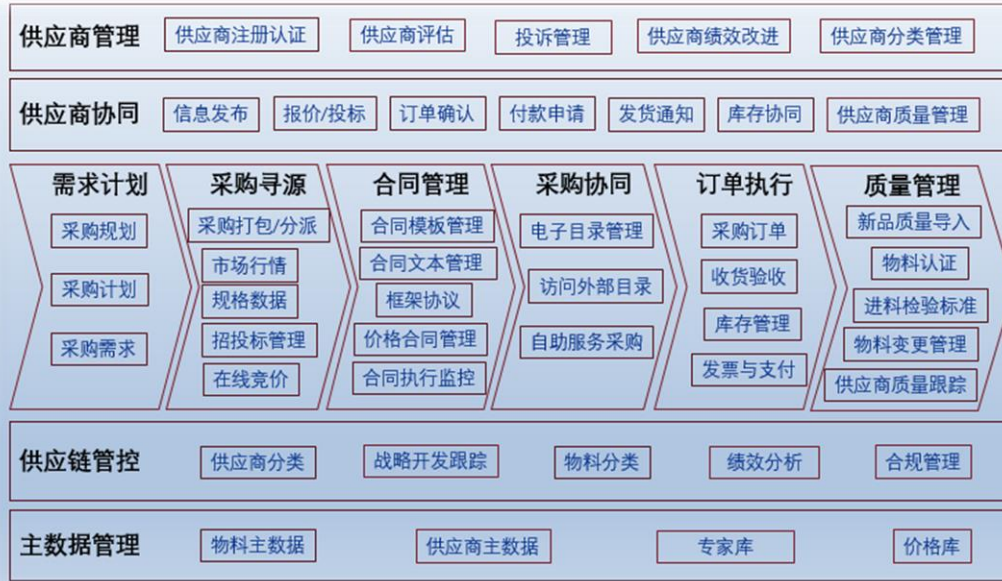 供应商管理 供应商注册认证 供应商评估 投诉管理 供应商绩效改进 供应商分类管理
供应商协同 信息发布 报价/投标 订单确认 付款申请 发货通知 库存协同 供应商质量管理
需求计划
采购规划
采购计划
采购需求
采购寻源
采购打包/分派
市场行情
规格数据
招投标管理
在线竞价
合同管理
合同模板管理
合同文本管理
框架协议
价格合同管理
合同执行监控
采购协同
电子目录管理
访问外部目录
自助服务采购
订单执行
采购订单
收货验收
库存管理
发票与支付
质量管理
新品质量导入
物料认证
进料检验标准
物料变更管理
供应商质量跟踪
供应链管控 供应商分类 战略开发跟踪 物料分类 绩效分析 合规管理
主数据管理 物料主数据 供应商主数据 专家库 价格库